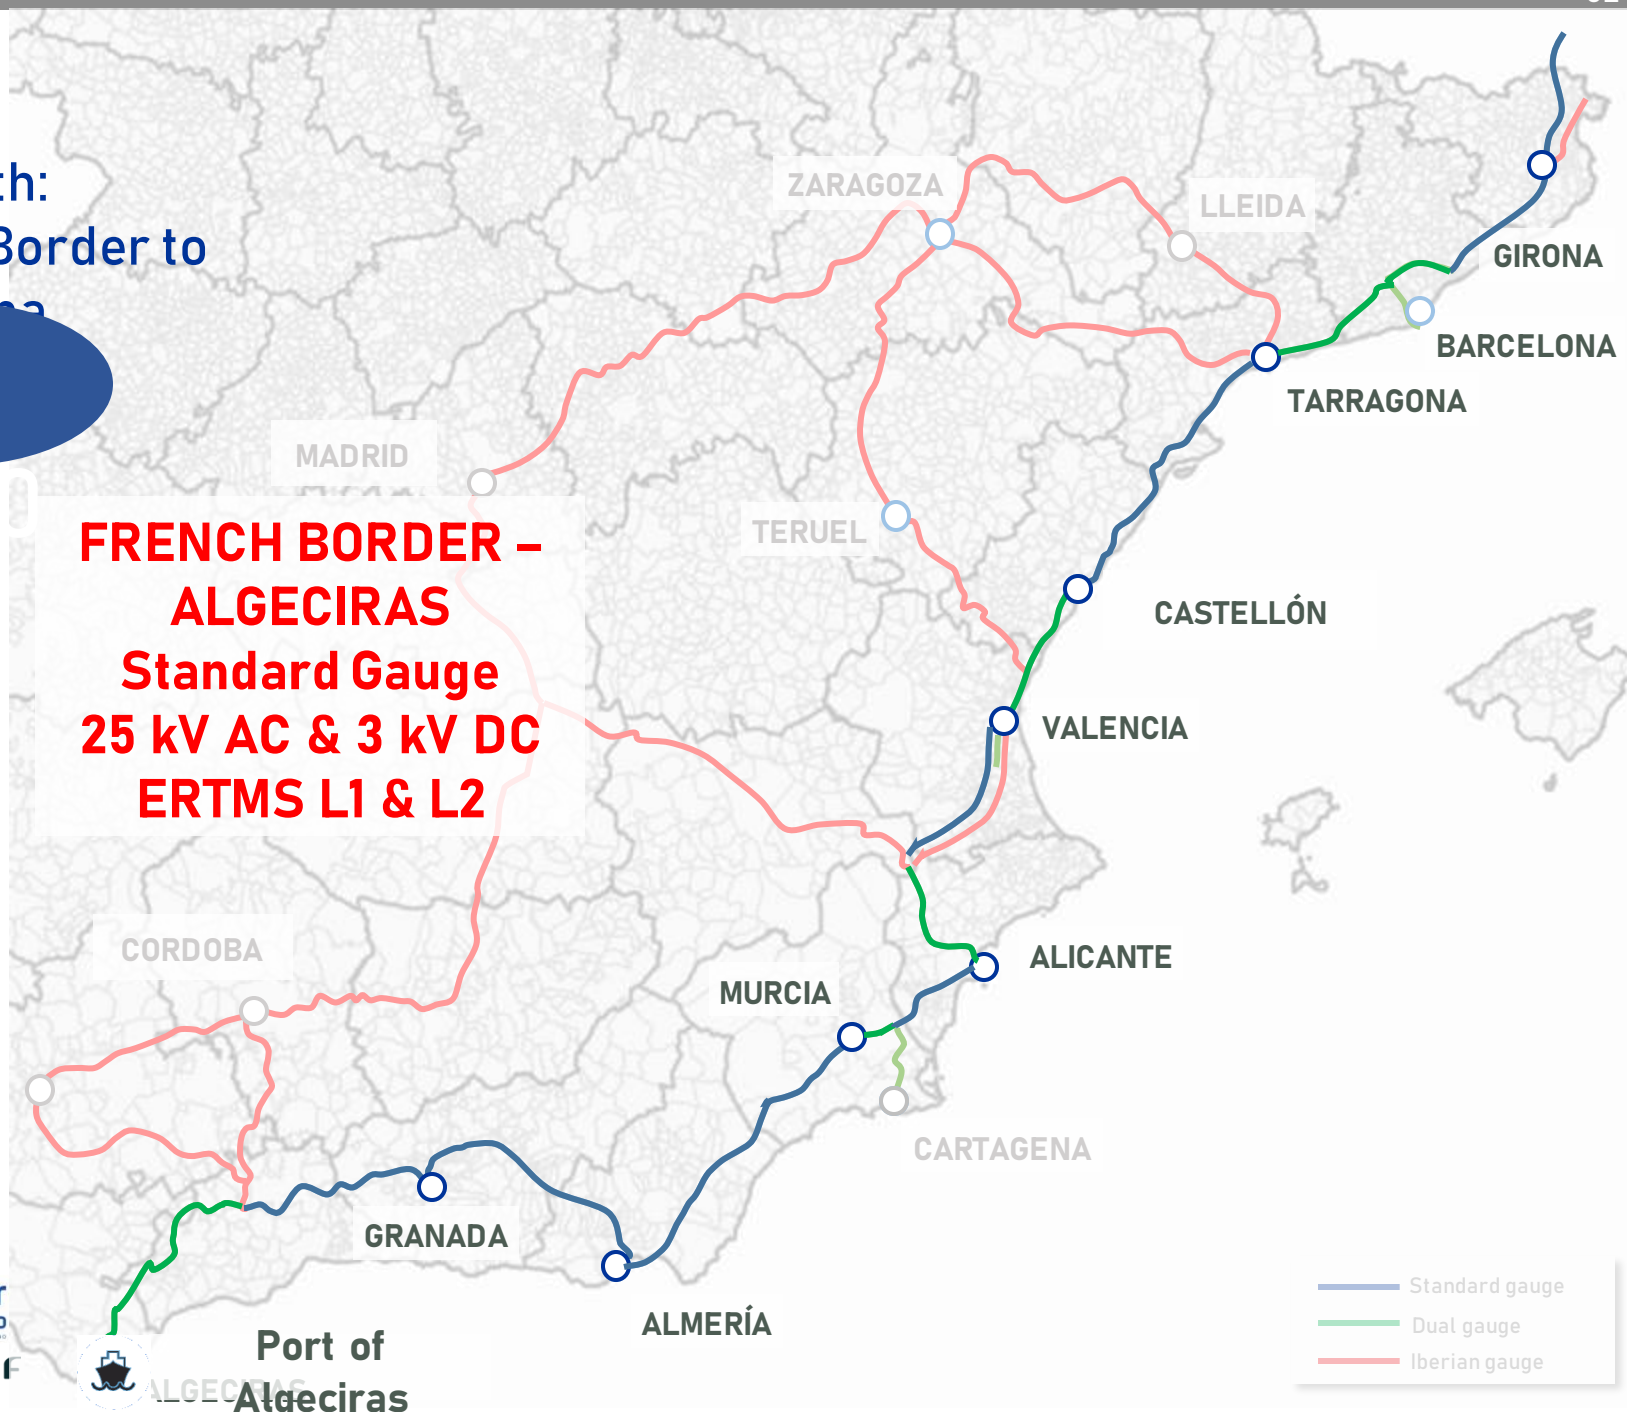 th:
Border to
ZARAGOZA
LLEIDA
GIRONA
BARCELONA
TARRAGONA
MADRID
TERUEL
FRENCH BORDER –
ALGECIRAS
Standard Gauge
25 kV AC & 3 kV DC
ERTMS L1 & L2
CASTELLÓN
VALENCIA
CORDOBA
ALICANTE
MURCIA
CARTAGENA
GRANADA
ALMERÍA
Standard gauge
Dual gauge
Iberian gauge
Port of
Algeciras
ALGECIRAS